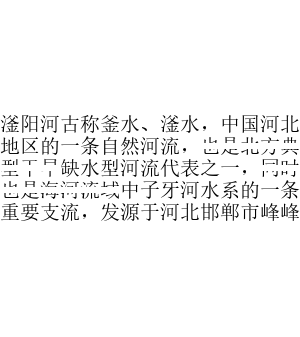 滏阳河古称釜水、滏水，中国河北
地区的一条自然河流，也是北方典
型干旱缺水型河流代表之一，同时
也是海河流域中子牙河水系的一条
重要支流，发源于河北邯郸市峰峰